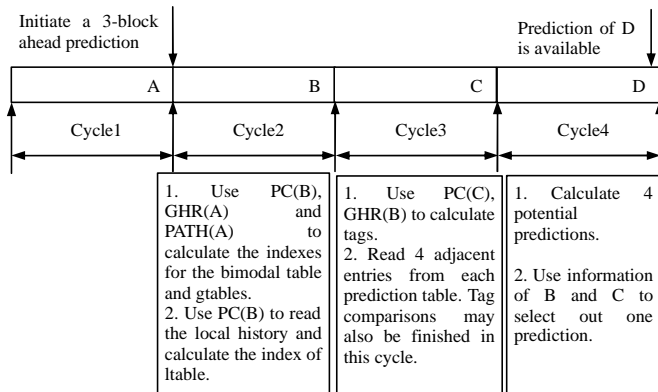 Initiate a 3-block
ahead prediction
Prediction of D
is available
A
B
C
D
Cycle1
Cycle2
Cycle3
Cycle4
1. Use PC(B),
GHR(A) and
PATH(A) to
calculate the indexes
for the bimodal table
and gtables.
2. Use PC(B) to read
the local history and
calculate the index of
ltable.
1. Use PC(C),
GHR(B) to calculate
tags.
2. Read 4 adjacent
entries from each
prediction table. Tag
comparisons may
also be finished in
this cycle.
1. Calculate 4
potential
predictions.
2. Use information
of B and C to
select out one
prediction.